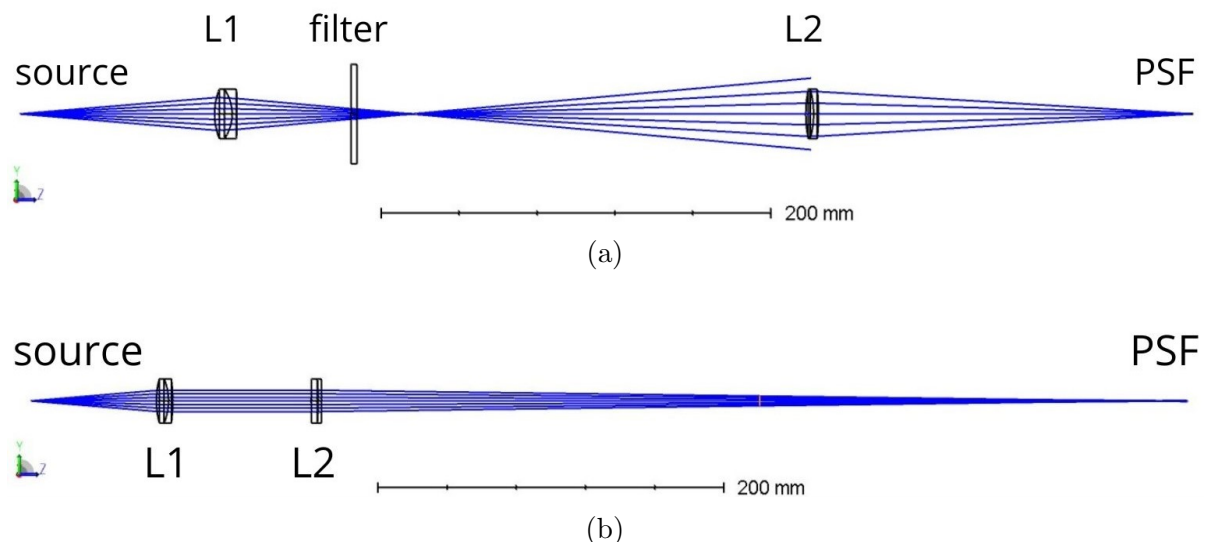 L1 filter L2
source PSF
Y
Z
200 mm
(a)
source PSF
Y
Z
L1 L2
200 mm
(b)